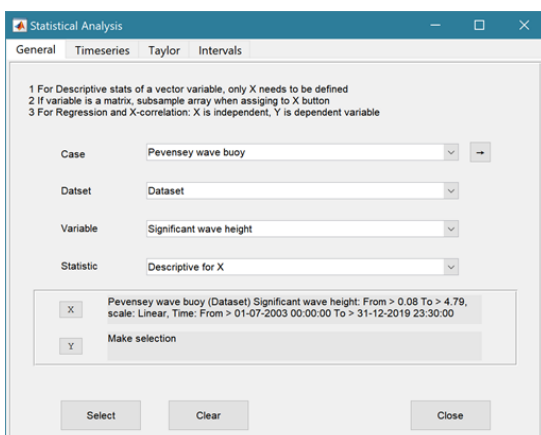 Statistical Analysis
General Timeseries Taylor Intervals
1 For Descriptive stats of a vector variable, only X needs to be defined
2 If variable is a matrix, subsample array when assiging to X button
3 For Regression and X-correlation: X is independent, Y is dependent variable
Case Pevensey wave buoy →
Datset Dataset
Variable Significant wave height
Statistic Descriptive for X
X Pevensey wave buoy (Dataset) Significant wave height: From > 0.08 To > 4.79,
scale: Linear, Time: From > 01-07-2003 00:00:00 To > 31-12-2019 23:30:00
Y Make selection
Select Clear Close